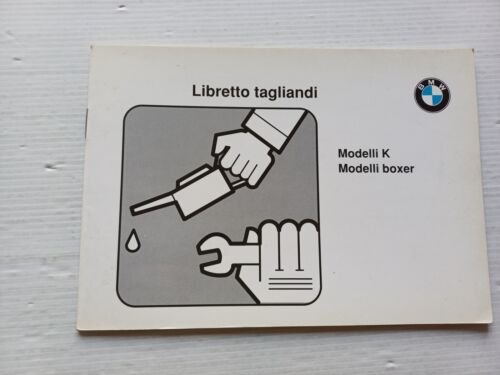 Libretto tagliandi
BMW
Modelli K
Modelli boxer